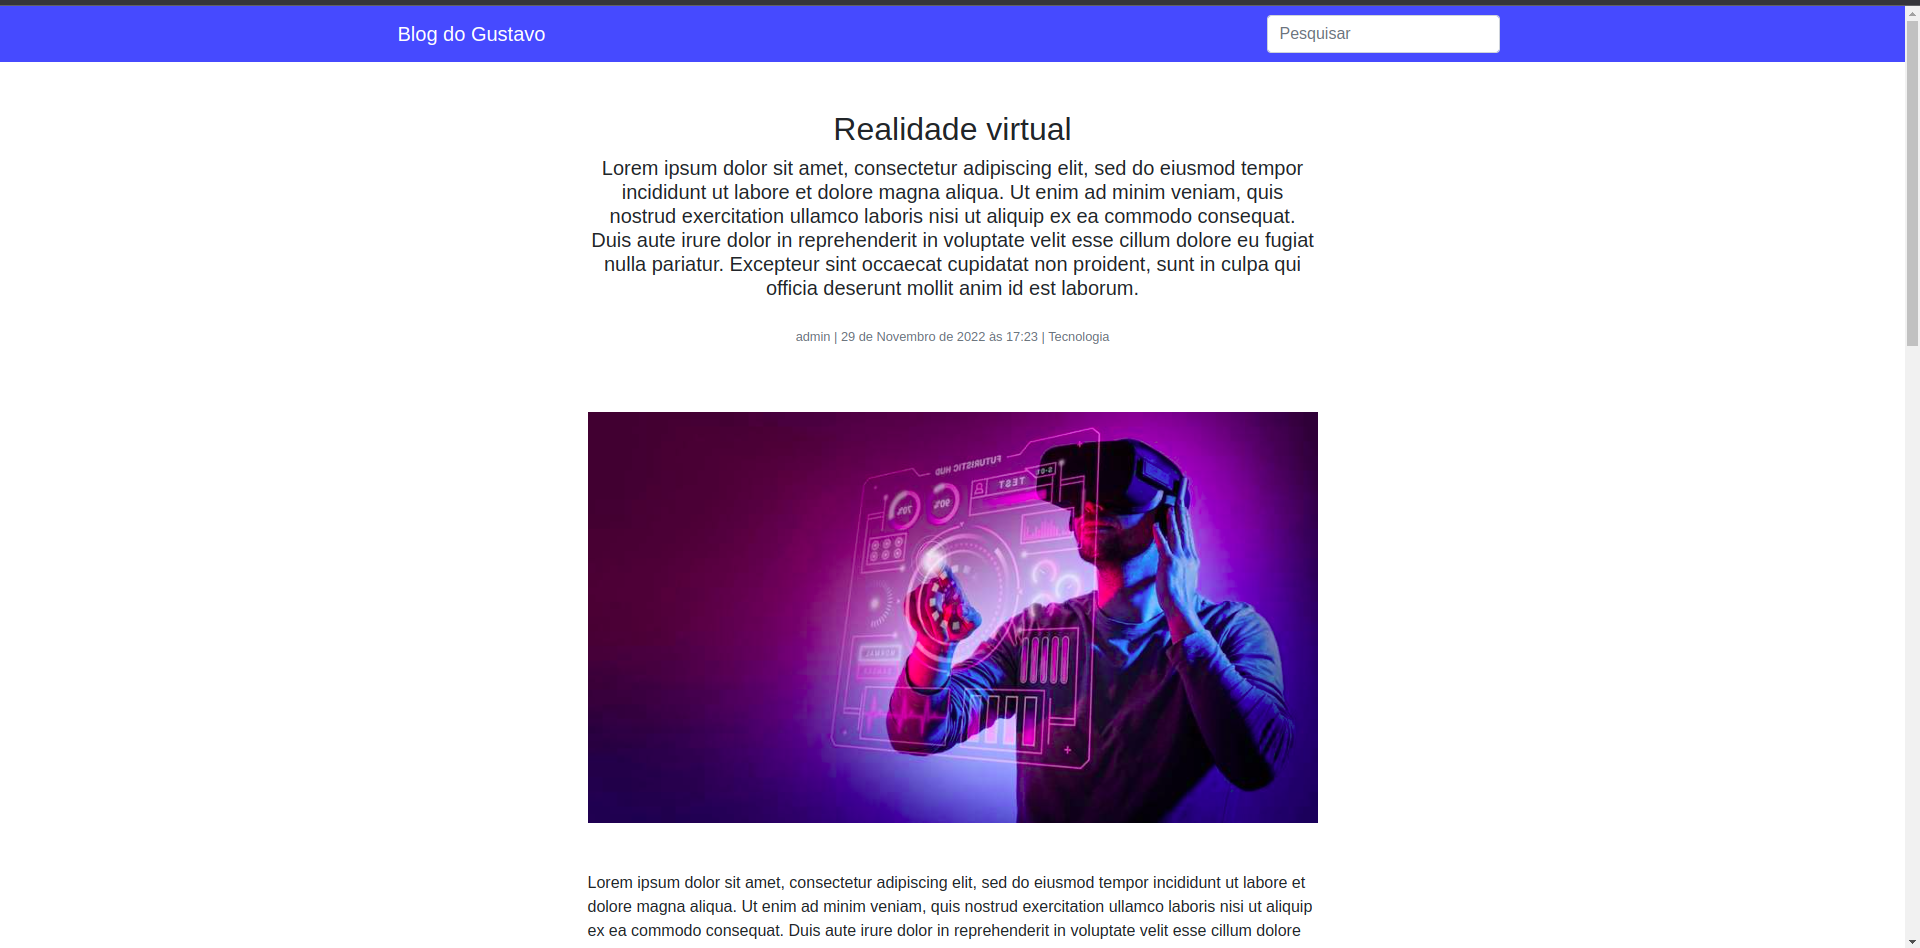 Blog do Gustavo
Pesquisar
Realidade virtual
Lorem ipsum dolor sit amet, consectetur adipiscing elit, sed do eiusmod tempor
incididunt ut labore et dolore magna aliqua. Ut enim ad minim veniam, quis
nostrud exercitation ullamco laboris nisi ut aliquip ex ea commodo consequat.
Duis aute irure dolor in reprehenderit in voluptate velit esse cillum dolore eu fugiat
nulla pariatur. Excepteur sint occaecat cupidatat non proident, sunt in culpa qui
officia deserunt mollit anim id est laborum.
admin | 29 de Novembro de 2022 às 17:23 | Tecnologia
FUTURISTIC HUD
TEST
70%
90%
NORMAL
Lorem ipsum dolor sit amet, consectetur adipiscing elit, sed do eiusmod tempor incididunt ut labore et
dolore magna aliqua. Ut enim ad minim veniam, quis nostrud exercitation ullamco laboris nisi ut aliquip
ex ea commodo consequat. Duis aute irure dolor in reprehenderit in voluptate velit esse cillum dolore